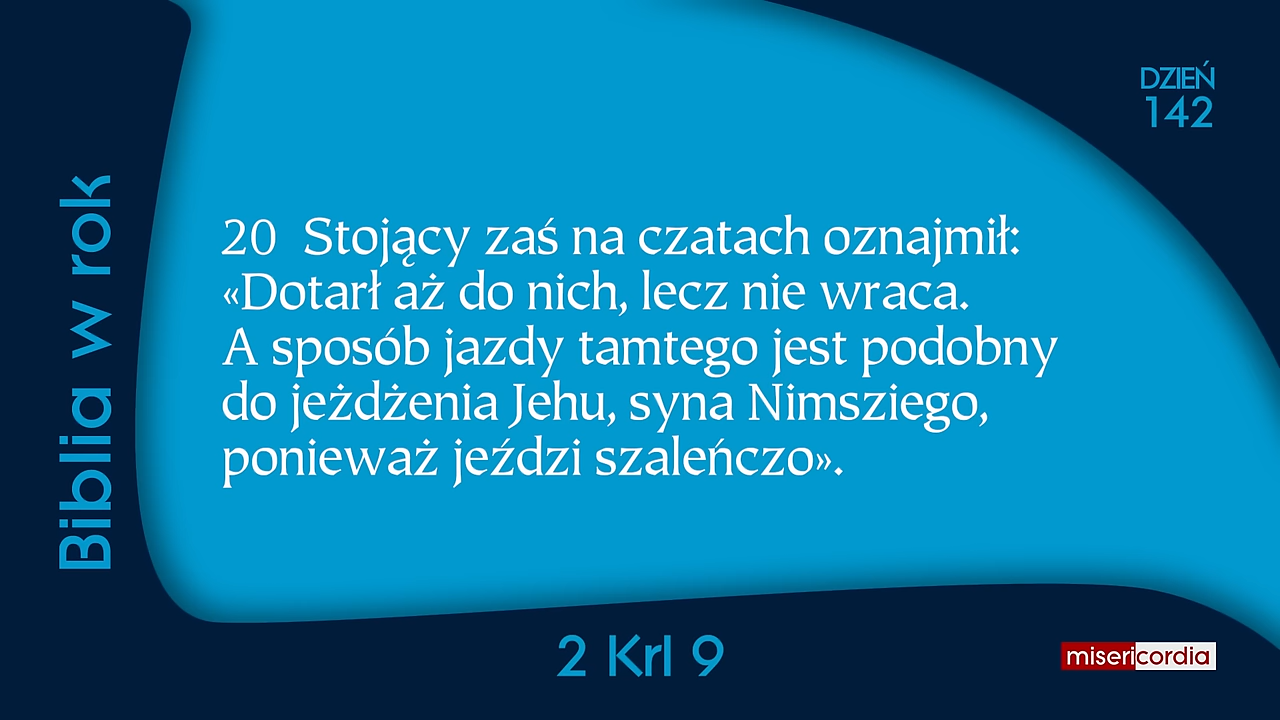 DZIEŃ
142
Biblia w rok
20 Stojący zaś na czatach oznajmił:
«Dotarł aż do nich, lecz nie wraca.
A sposób jazdy tamtego jest podobny
do jeżdżenia Jehu, syna Nimsziego,
ponieważ jeździ szaleńczo».
2 Krl 9
misericordia